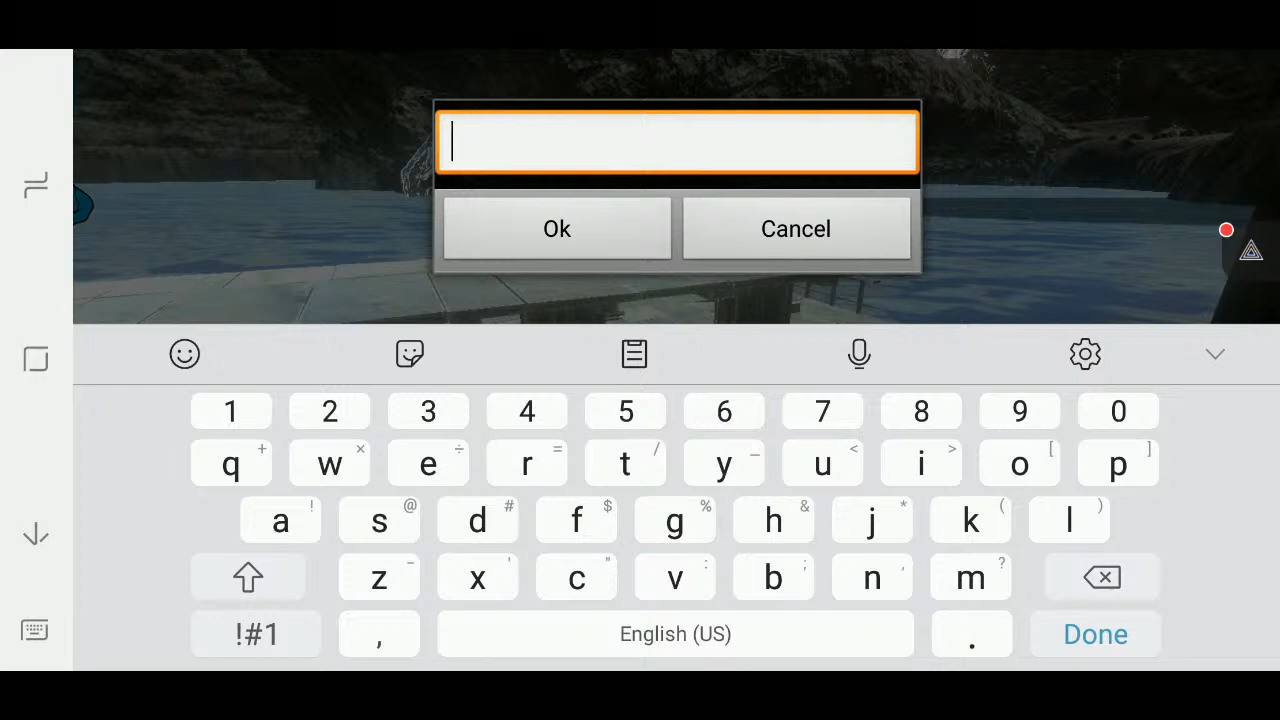 Ok Cancel
1 2 3 4 5 6 7 8 9 0
q + w × e ÷ r = t / y _ u < i > o [ p ]
a ! s @ d # f $ g % h & j * k ( l )
z - x ' c " v : b ; n , m ?
!#1 , English (US) . Done